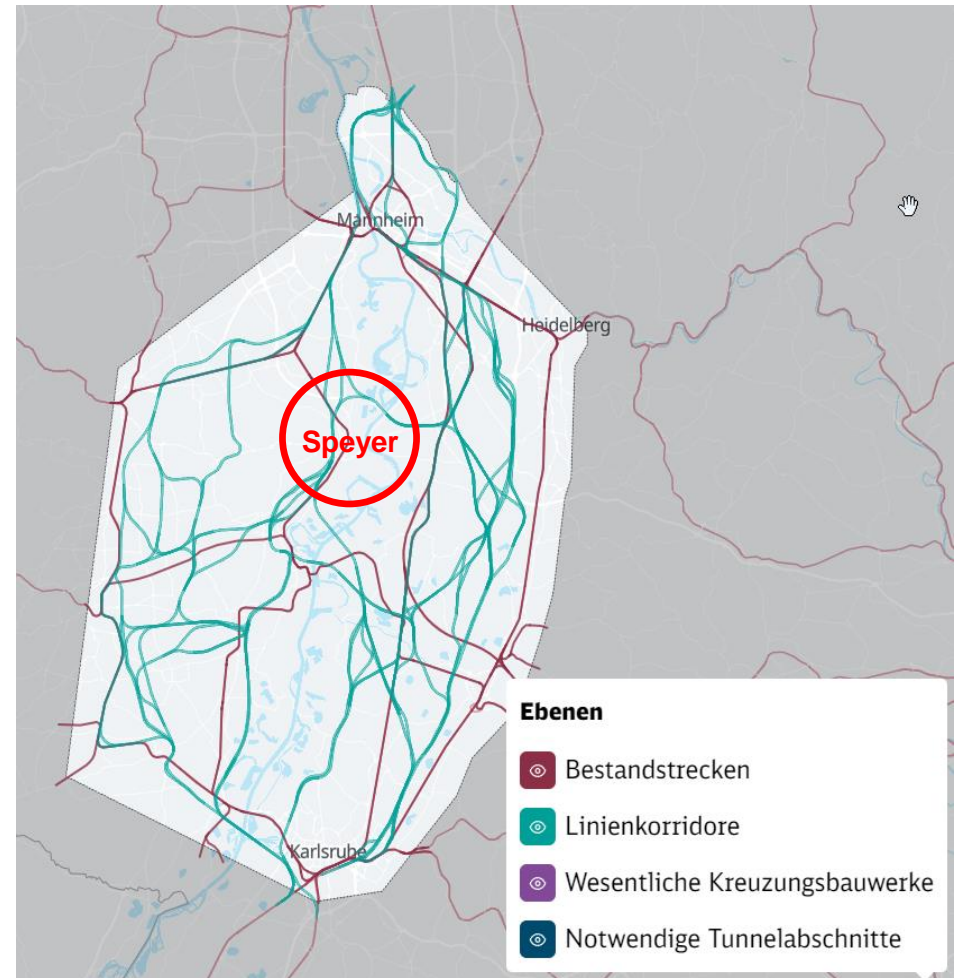 Mannheim
Heidelberg
Speyer
Karlsruhe
Ebenen
Bestandstrecken
Linienkorridore
Wesentliche Kreuzungsbauwerke
Notwendige Tunnelabschnitte